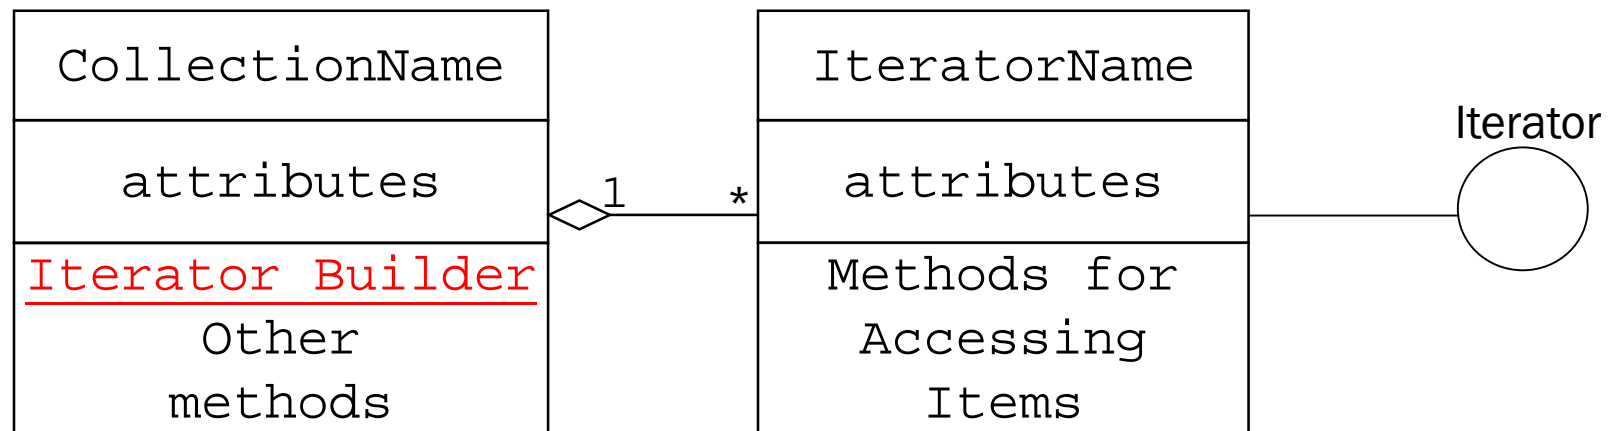 CollectionName
attributes
Iterator Builder
Other
methods
1
*
IteratorName
attributes
Methods for
Accessing
Items
Iterator